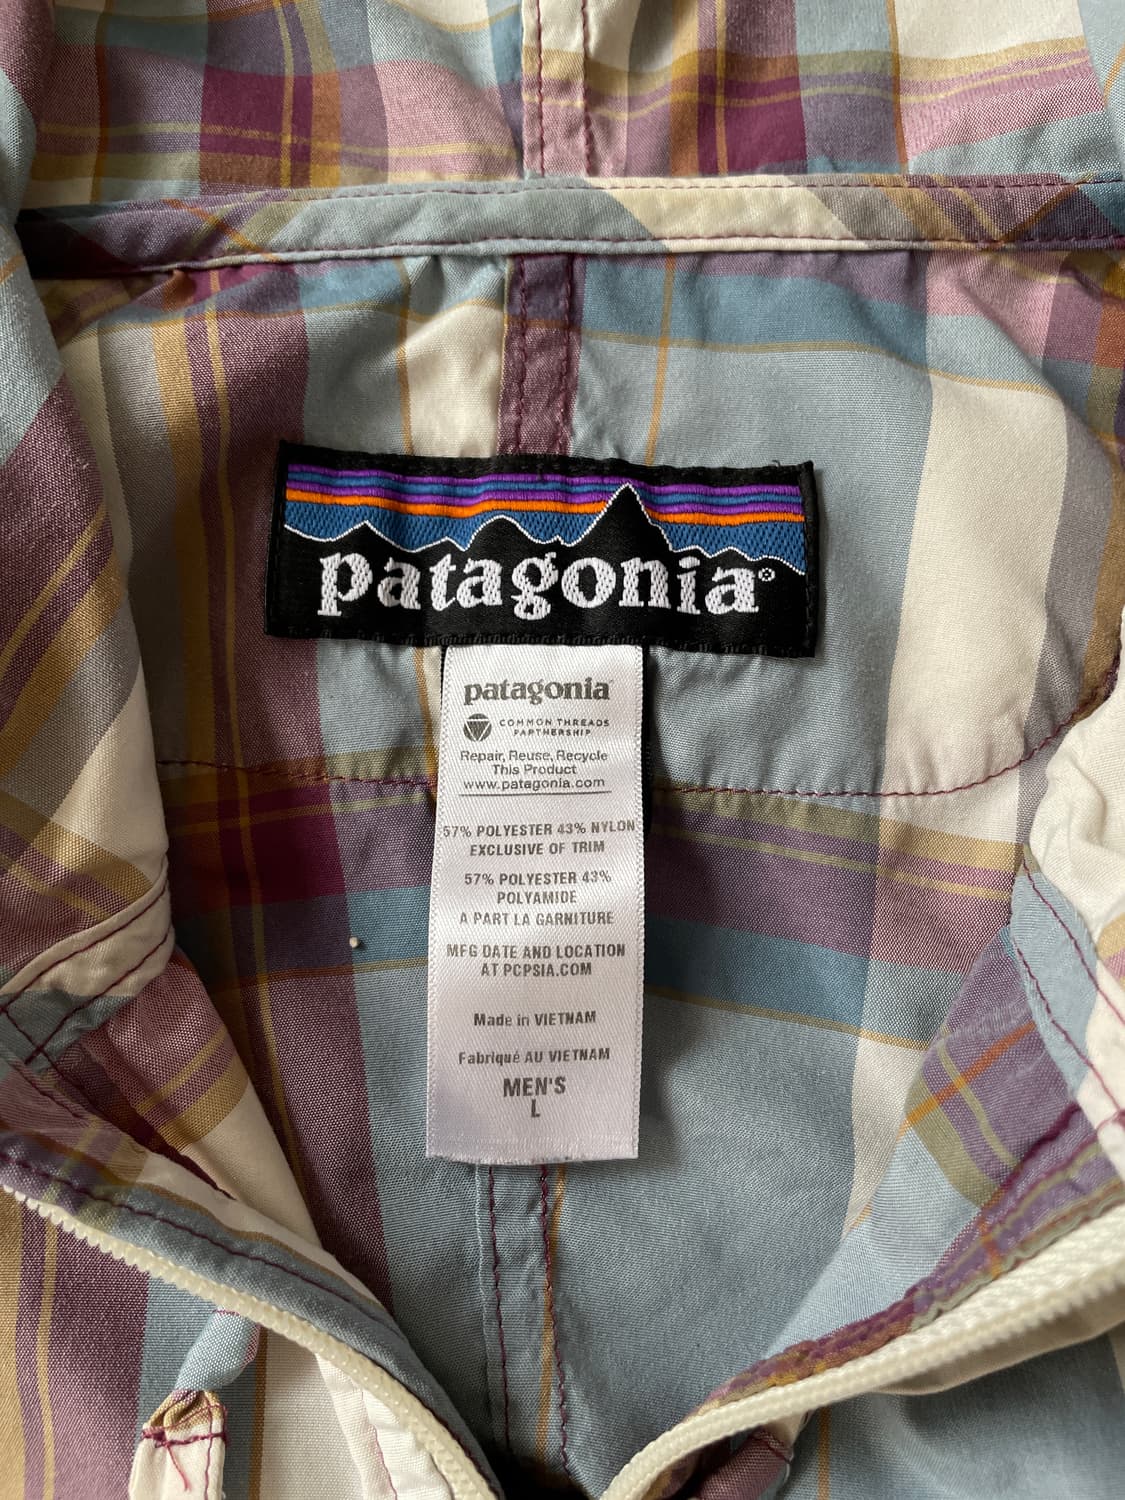 patagonia®
patagonia®
COMMON THREADS
PARTNERSHIP
Repair, Reuse, Recycle
This Product
www.patagonia.com
57% POLYESTER 43% NYLON
EXCLUSIVE OF TRIM
57% POLYESTER 43%
POLYAMIDE
A PART LA GARNITURE
MFG DATE AND LOCATION
AT PCPSIA.COM
Made in VIETNAM
Fabriqué AU VIETNAM
MEN'S
L